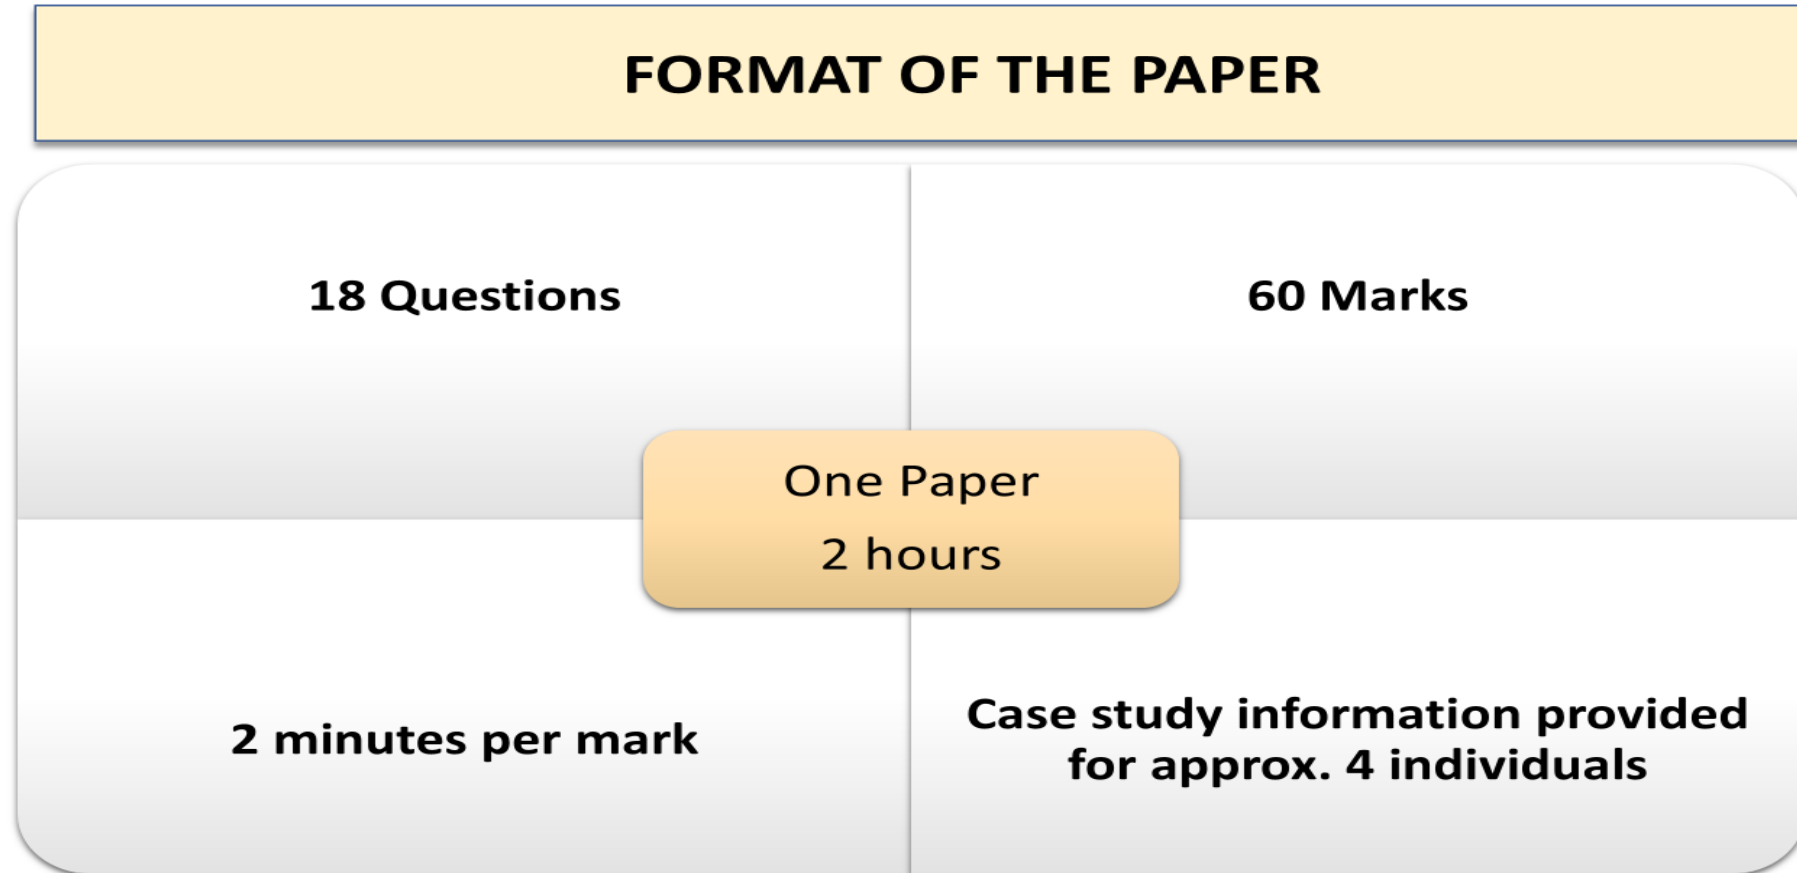 FORMAT OF THE PAPER
18 Questions
60 Marks
One Paper
2 hours
2 minutes per mark
Case study information provided
for approx. 4 individuals